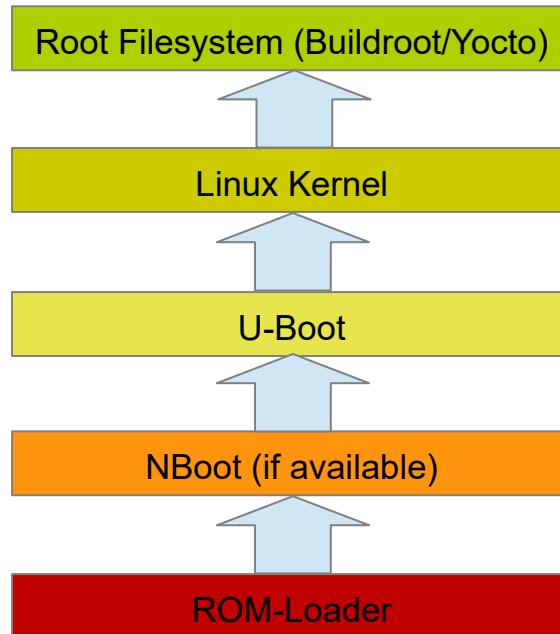 Root Filesystem (Buildroot/Yocto)
Linux Kernel
U-Boot
NBoot (if available)
ROM-Loader